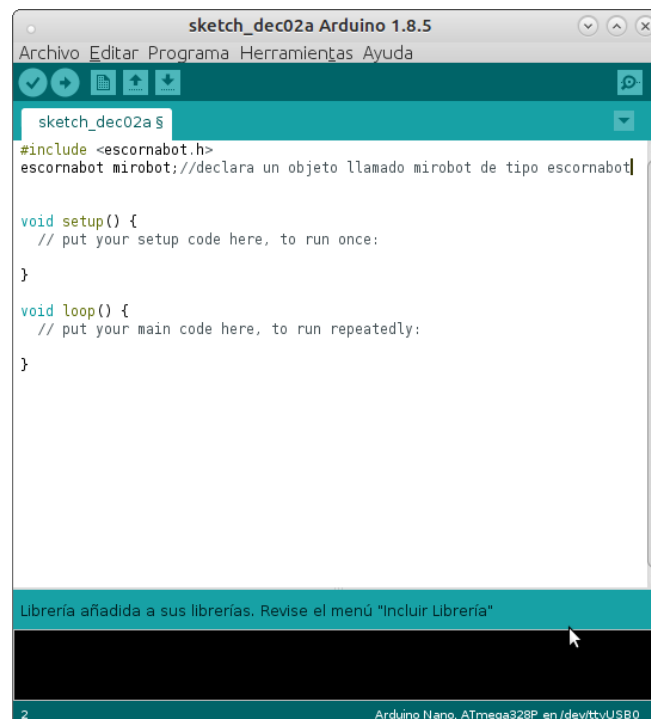 sketch_dec02a Arduino 1.8.5
Archivo Editar Programa Herramientas Ayuda
sketch_dec02a §
#include <escornabot.h>
escornabot mirobot;//declara un objeto llamado mirobot de tipo escornabot
void setup() {
// put your setup code here, to run once:
}
void loop() {
// put your main code here, to run repeatedly:
}
Librería añadida a sus librerías. Revise el menú "Incluir Librería"
2 Arduino Nano, ATmega328P en /dev/ttyUSB0